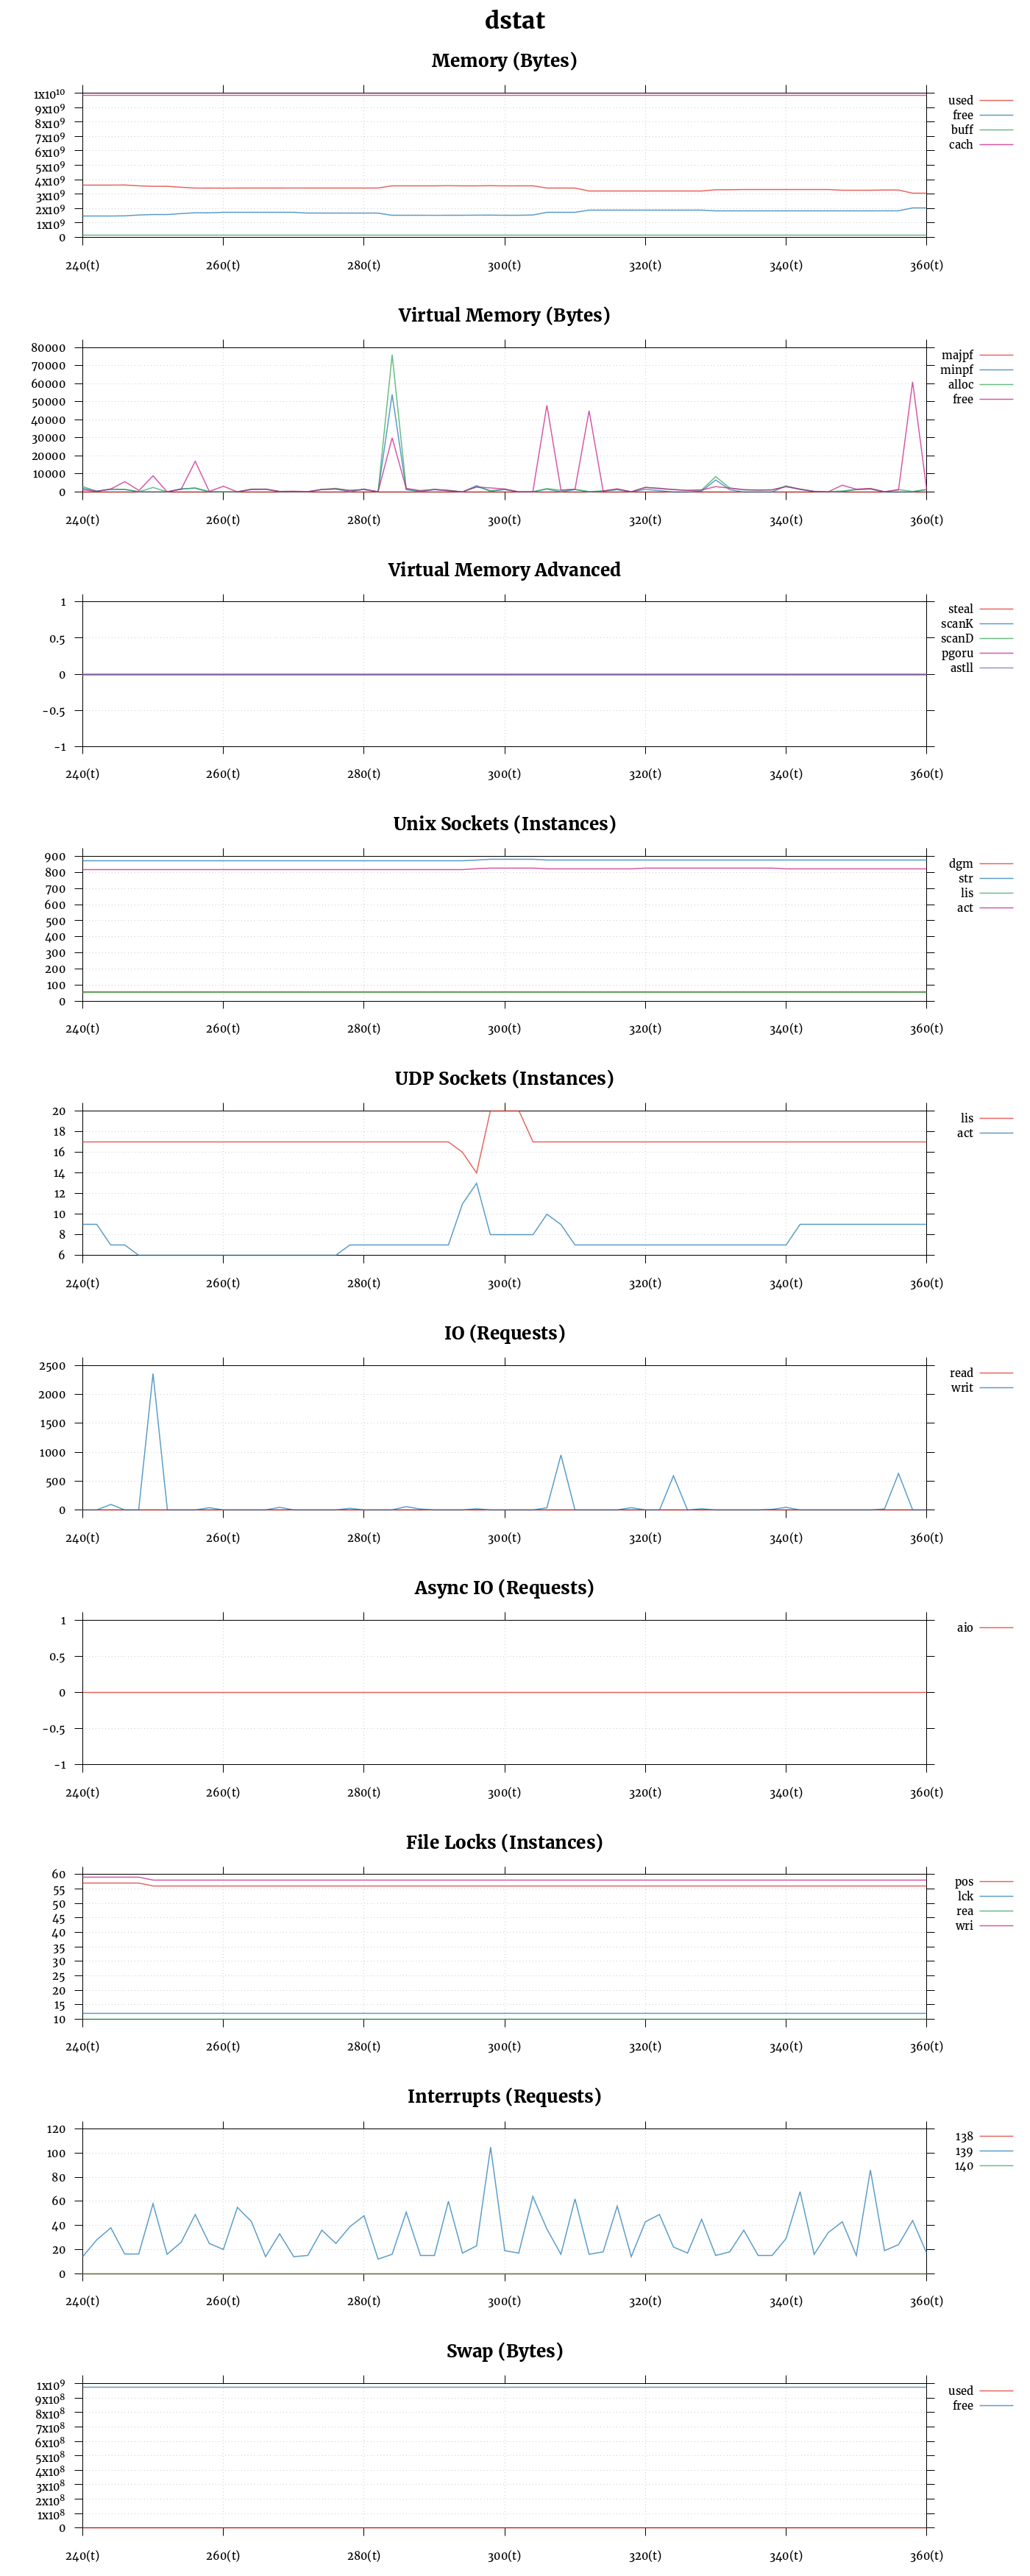 dstat
Memory (Bytes)
1x10¹⁰
9x10⁹
8x10⁹
7x10⁹
6x10⁹
5x10⁹
4x10⁹
3x10⁹
2x10⁹
1x10⁹
0
240(t) 260(t) 280(t) 300(t) 320(t) 340(t) 360(t)
used
free
buff
cach
Virtual Memory (Bytes)
80000
70000
60000
50000
40000
30000
20000
10000
0
240(t) 260(t) 280(t) 300(t) 320(t) 340(t) 360(t)
majpf
minpf
alloc
free
Virtual Memory Advanced
1
0.5
0
-0.5
-1
240(t) 260(t) 280(t) 300(t) 320(t) 340(t) 360(t)
steal
scanK
scanD
pgoru
astll
Unix Sockets (Instances)
900
800
700
600
500
400
300
200
100
0
240(t) 260(t) 280(t) 300(t) 320(t) 340(t) 360(t)
dgm
str
lis
act
UDP Sockets (Instances)
20
18
16
14
12
10
8
6
240(t) 260(t) 280(t) 300(t) 320(t) 340(t) 360(t)
lis
act
IO (Requests)
2500
2000
1500
1000
500
0
240(t) 260(t) 280(t) 300(t) 320(t) 340(t) 360(t)
read
writ
Async IO (Requests)
1
0.5
0
-0.5
-1
240(t) 260(t) 280(t) 300(t) 320(t) 340(t) 360(t)
aio
File Locks (Instances)
60
55
50
45
40
35
30
25
20
15
10
240(t) 260(t) 280(t) 300(t) 320(t) 340(t) 360(t)
pos
lck
rea
wri
Interrupts (Requests)
120
100
80
60
40
20
0
240(t) 260(t) 280(t) 300(t) 320(t) 340(t) 360(t)
138
139
140
Swap (Bytes)
1x10⁹
9x10⁸
8x10⁸
7x10⁸
6x10⁸
5x10⁸
4x10⁸
3x10⁸
2x10⁸
1x10⁸
0
240(t) 260(t) 280(t) 300(t) 320(t) 340(t) 360(t)
used
free